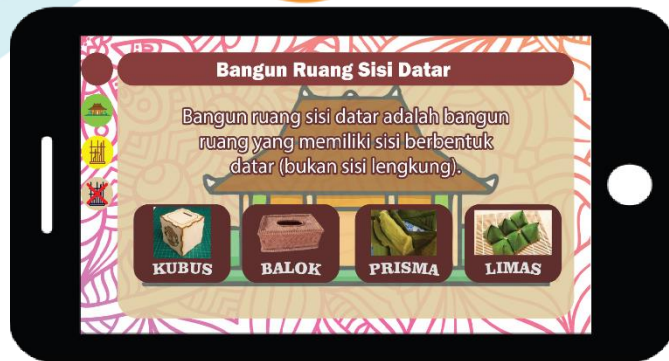 Bangun Ruang Sisi Datar
Bangun ruang sisi datar adalah bangun
ruang yang memiliki sisi berbentuk
datar (bukan sisi lengkung).
KUBUS
BALOK
PRISMA
LIMAS